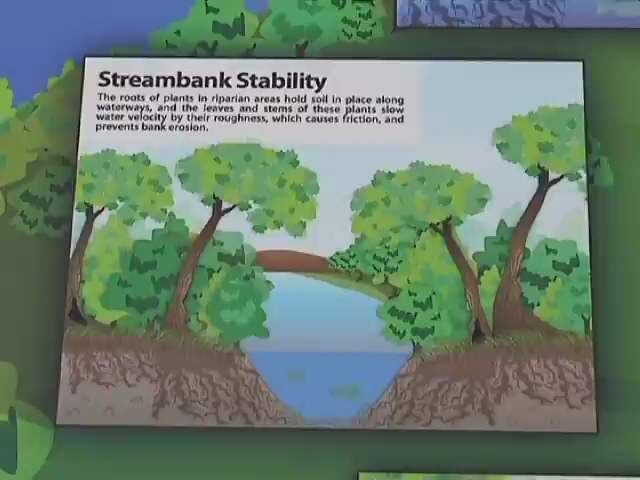 Streambank Stability
The roots of plants in riparian areas hold soil in place along
waterways, and the leaves and stems of these plants slow
water velocity by their roughness, which causes friction, and
prevents bank erosion.